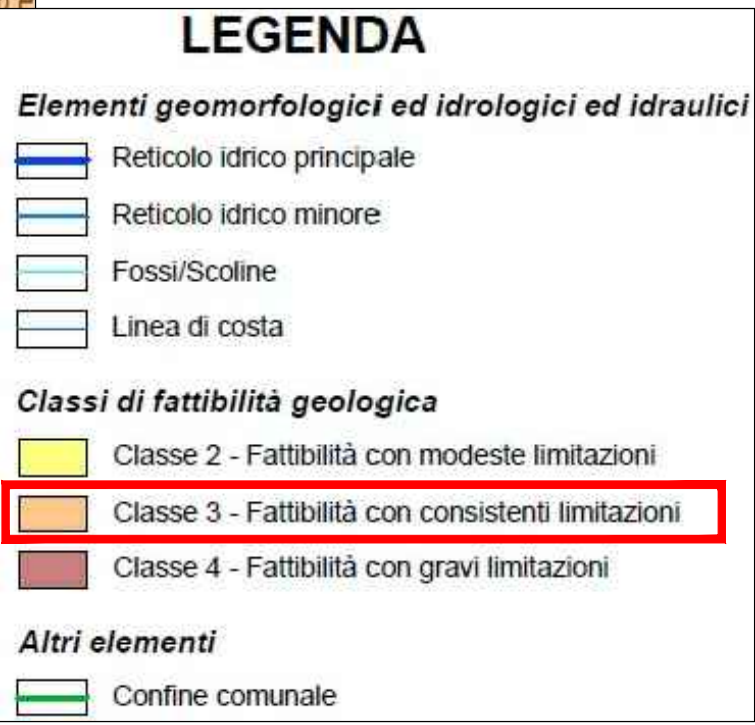 LEGENDA
Elementi geomorfologici ed idrologici ed idraulici
Reticolo idrico principale
Reticolo idrico minore
Fossi/Scoline
Linea di costa
Classi di fattibilità geologica
Classe 2 - Fattibilità con modeste limitazioni
Classe 3 - Fattibilità con consistenti limitazioni
Classe 4 - Fattibilità con gravi limitazioni
Altri elementi
Confine comunale